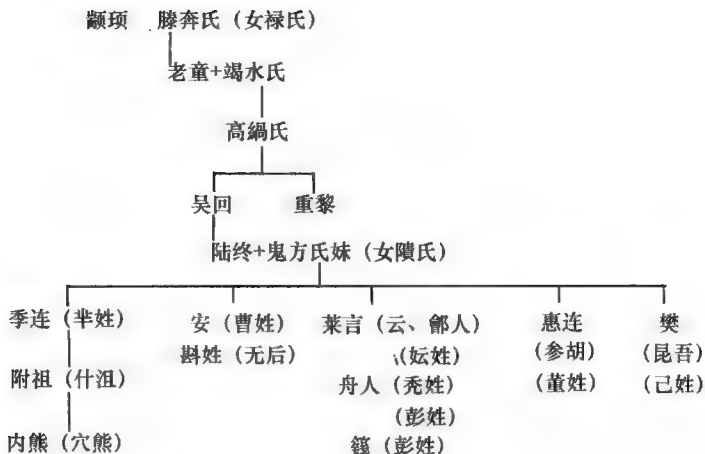 颛顼 滕奔氏（女禄氏）
老童+竭水氏
高緺氏
吴回 重黎
陆终+鬼方氏妹（女隤氏）
季连（芈姓） 安（曹姓） 莱言（云、鄶人） 惠连 樊
斟姓（无后） （妘姓） （参胡） （昆吾）
附祖（什沮） 舟人（秃姓） （董姓） （己姓）
（彭姓）
内熊（穴熊） 籛（彭姓）